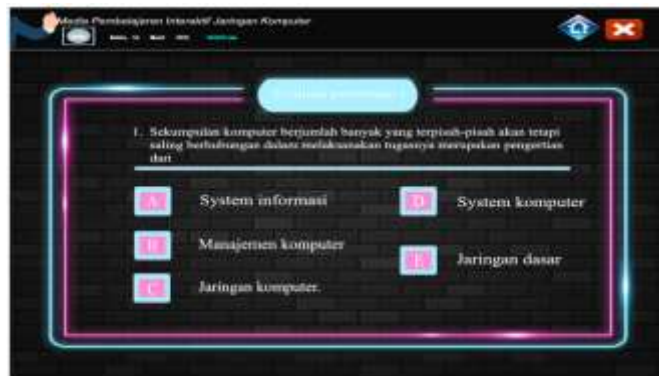 Media Pembelajaran Interaktif Jaringan Komputer
1. Sekumpulan komputer berjumlah banyak yang terpisah-pisah akan tetapi
saling berhubungan dalam melaksanakan tugasnya merupakan pengertian
dari
A System informasi
B Manajemen komputer
C Jaringan komputer.
D System komputer
E Jaringan dasar